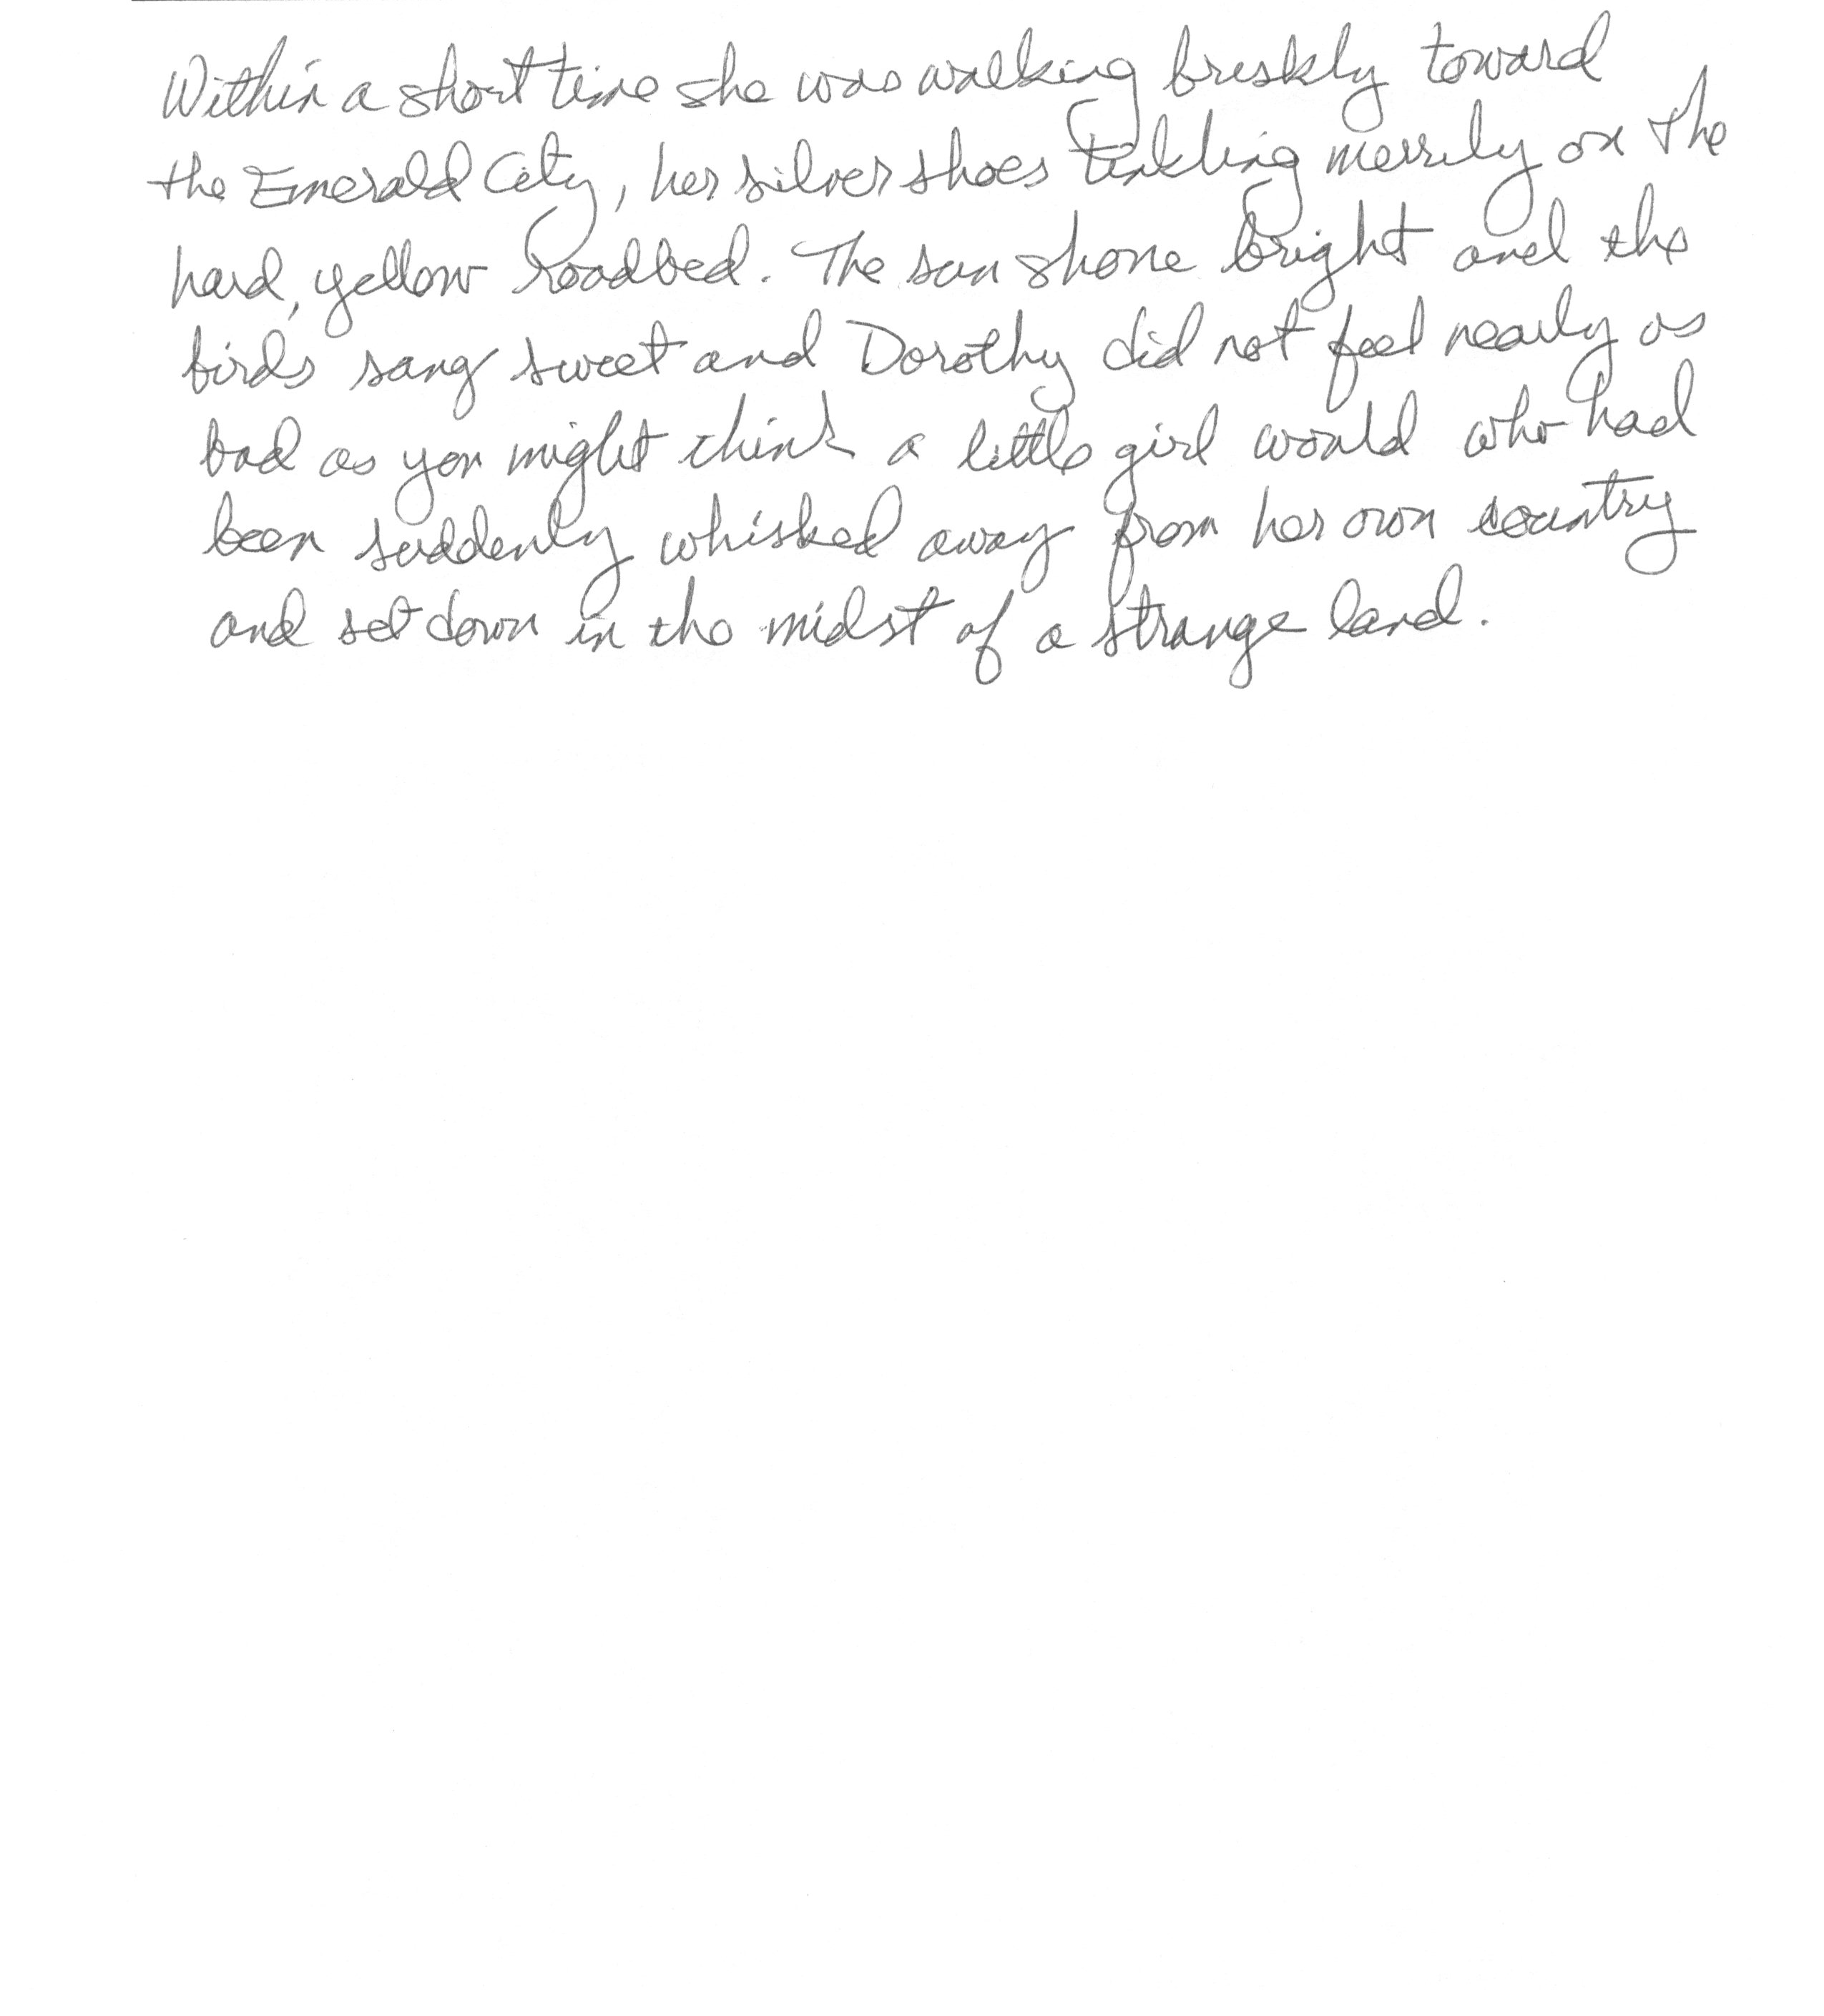 Within a short time she was walking briskly toward
the Emerald City, her silver shoes tinkling merrily on the
hard, yellow roadbed. The sun shone bright and the
birds sang sweet and Dorothy did not feel nearly as
bad as you might think a little girl would who had
been suddenly whisked away from her own country
and set down in the midst of a strange land.